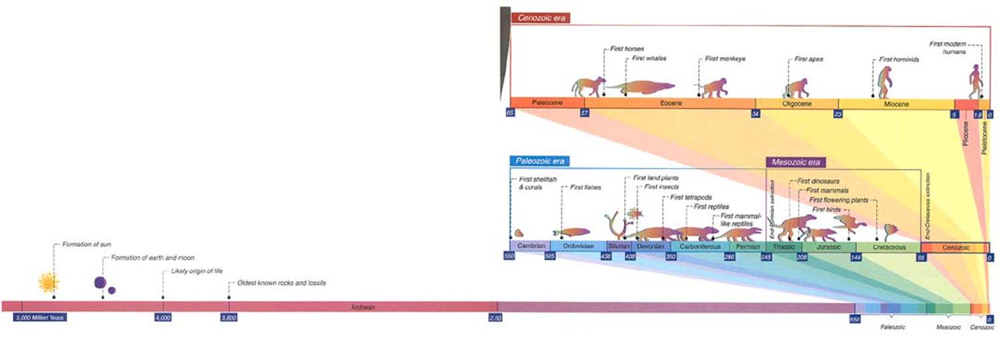 Cenozoic era
First horses
First whales
First monkeys
First apes
First hominids
First modern
humans
Paleocene
Eocene
Oligocene
Miocene
Pliocene
Pleistocene
65
57
34
23
5
1.8
0
Paleozoic era
Mesozoic era
First shellfish
& corals
First fishes
First land plants
First insects
First tetrapods
First reptiles
First mammal-
like reptiles
End-Permian extinction
First dinosaurs
First mammals
First flowering plants
First birds
End-Cretaceous extinction
Cambrian
Ordovician
Silurian
Devonian
Carboniferous
Permian
Triassic
Jurassic
Cretaceous
Cenozoic
550
505
438
408
360
286
245
208
144
65
0
Formation of sun
Formation of earth and moon
Likely origin of life
Oldest known rocks and fossils
Archean
5,000 Million Years
4,000
3,800
2,50
550
0
Paleozoic
Mesozoic
Cenozoic